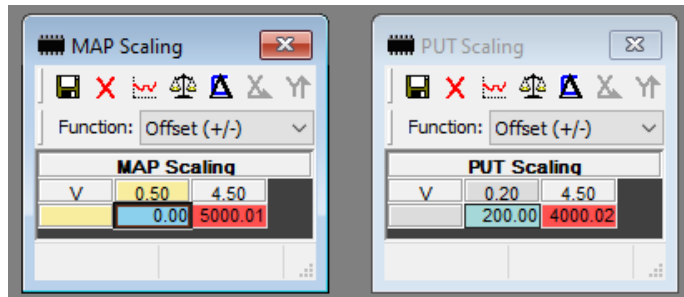 MAP Scaling
Function: Offset (+/-)
MAP Scaling
V 0.50 4.50
0.00 5000.01
PUT Scaling
Function: Offset (+/-)
PUT Scaling
V 0.20 4.50
200.00 4000.02